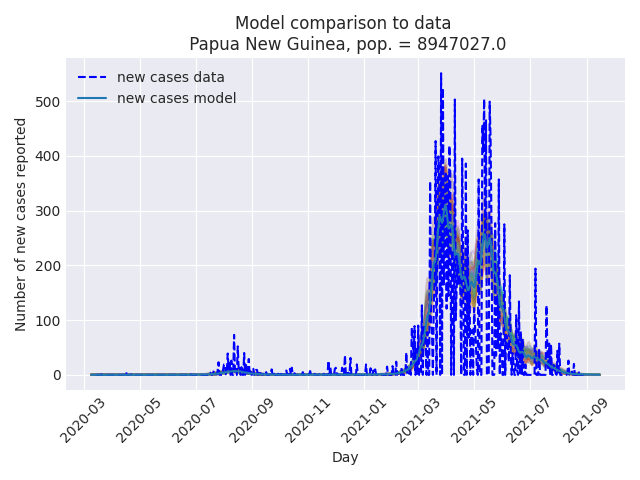 Model comparison to data
Papua New Guinea, pop. = 8947027.0
new cases data
new cases model
Number of new cases reported
500
400
300
200
100
0
2020-03
2020-05
2020-07
2020-09
2020-11
2021-01
2021-03
2021-05
2021-07
2021-09
Day